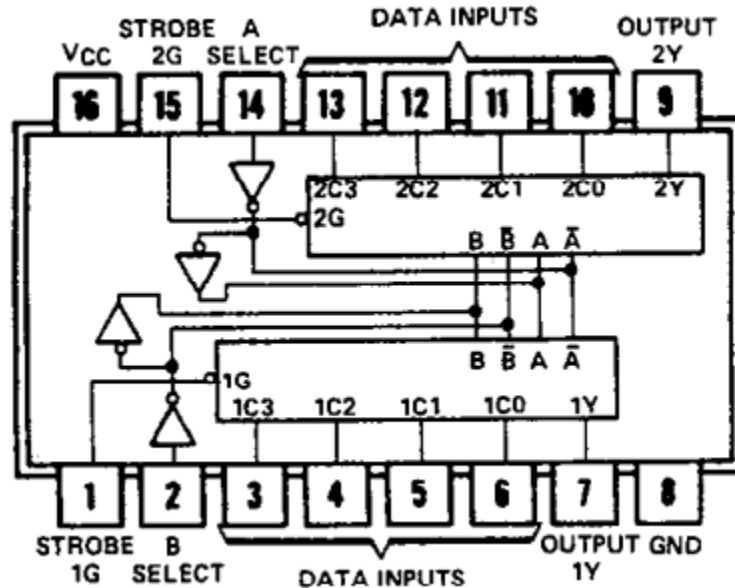 DATA INPUTS
VCC
STROBE
2G
A
SELECT
OUTPUT
2Y
16 15 14 13 12 11 10 9
2C3 2C2 2C1 2C0 2Y
2G
B B̅ A A̅
B B̅ A A̅
1G
1C3 1C2 1C1 1C0 1Y
1 2 3 4 5 6 7 8
STROBE
1G
B
SELECT
DATA INPUTS
OUTPUT
1Y
GND